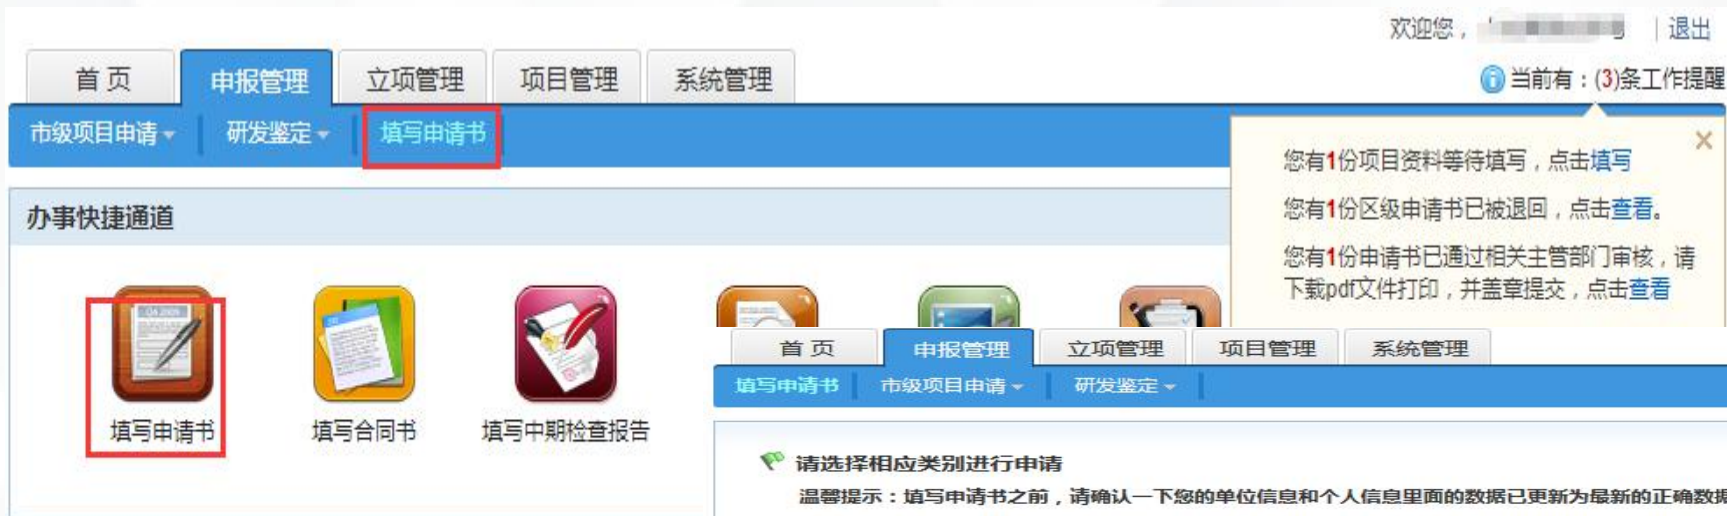 欢迎您，
退出
首 页
申报管理
立项管理
项目管理
系统管理
当前有：(3)条工作提醒
市级项目申请
研发鉴定
填写申请书
您有1份项目资料等待填写，点击填写
您有1份区级申请书已被退回，点击查看。
您有1份申请书已通过相关主管部门审核，请
下载pdf文件打印，并盖章提交，点击查看
办事快捷通道
填写申请书
填写合同书
填写中期检查报告
首 页
申报管理
立项管理
项目管理
系统管理
填写申请书
市级项目申请
研发鉴定
请选择相应类别进行申请
温馨提示：填写申请书之前，请确认一下您的单位信息和个人信息里面的数据已更新为最新的正确数据